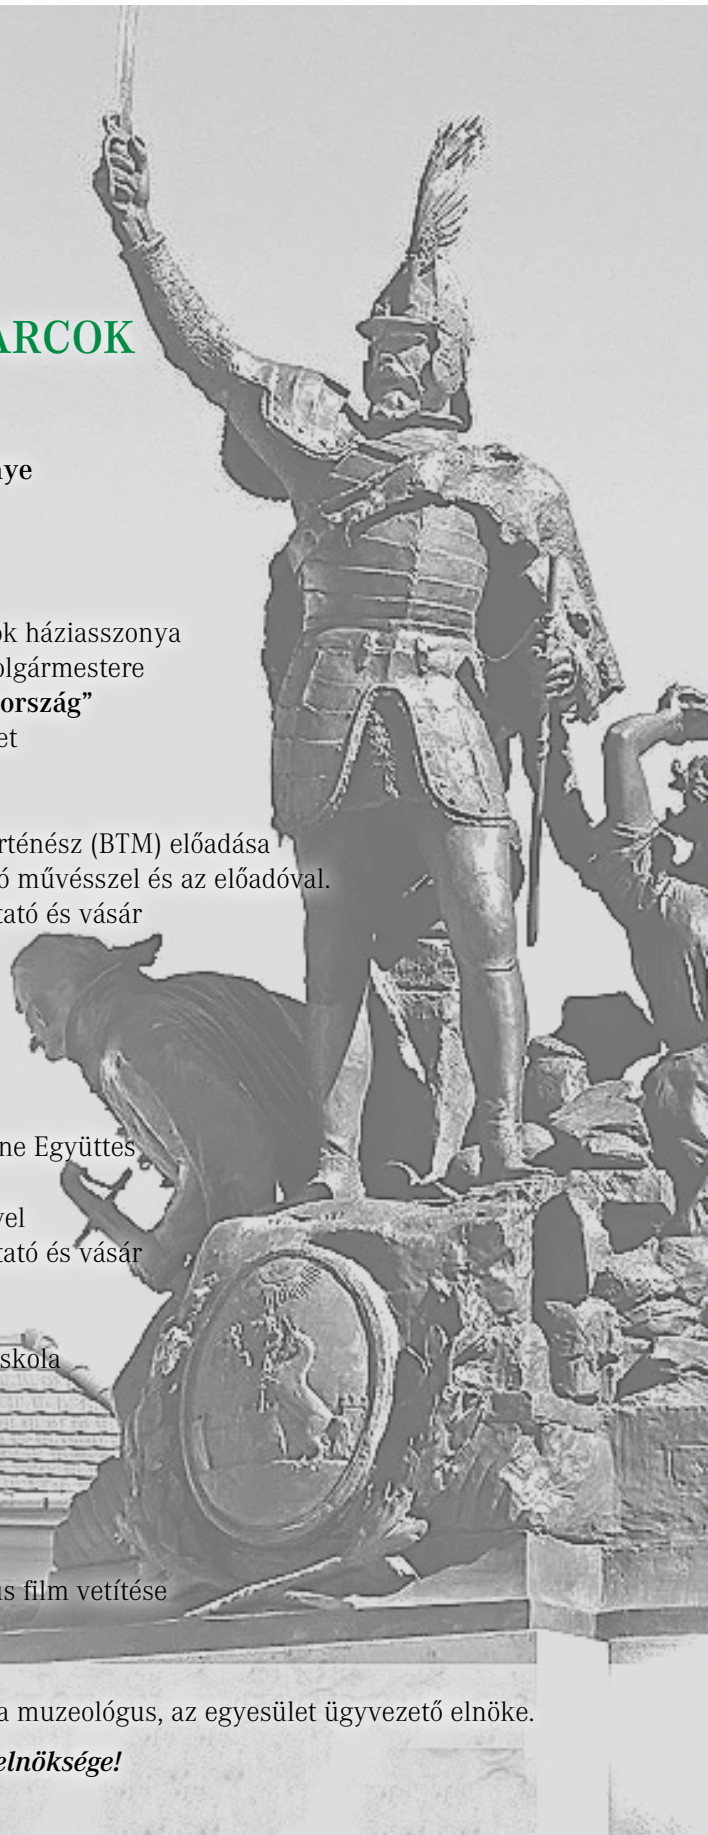 ARCOK
nye
ok háziasszonya
olgármestere
ország”
et
rténész (BTM) előadása
ó művésszel és az előadóval.
tató és vásár
ne Együttes
vel
tató és vásár
skola
us film vetítése
a muzeológus, az egyesület ügyvezető elnöke.
elnöksége!